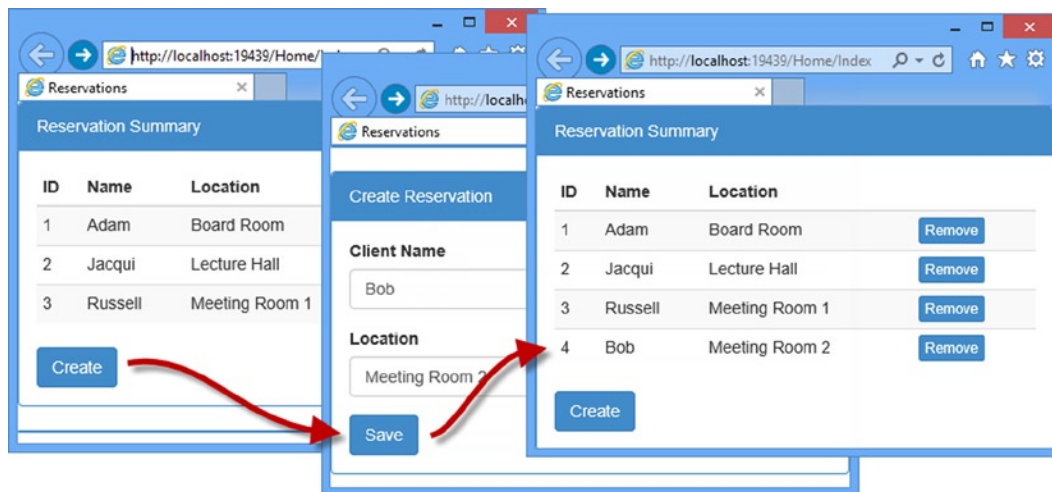 http://localhost:19439/Home/
Reservations
Reservation Summary
ID Name Location
1 Adam Board Room
2 Jacqui Lecture Hall
3 Russell Meeting Room 1
Create
http://localh
Reservations
Create Reservation
Client Name
Bob
Location
Meeting Room 2
Save
http://localhost:19439/Home/Index
Reservations
Reservation Summary
ID Name Location
1 Adam Board Room Remove
2 Jacqui Lecture Hall Remove
3 Russell Meeting Room 1 Remove
4 Bob Meeting Room 2 Remove
Create